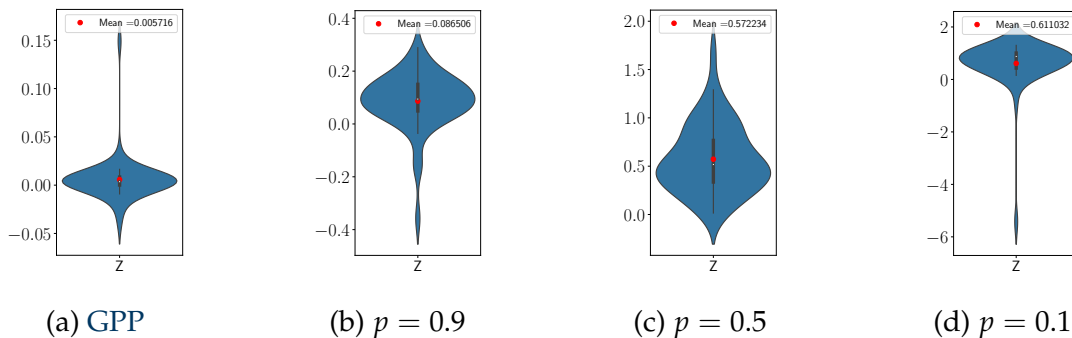 Mean =0.005716
0.15
0.10
0.05
0.00
−0.05
Z
(a) GPP
Mean =0.086506
0.4
0.2
0.0
−0.2
−0.4
Z
(b) p = 0.9
Mean =0.572234
2.0
1.5
1.0
0.5
0.0
Z
(c) p = 0.5
Mean =0.611032
2
0
−2
−4
−6
Z
(d) p = 0.1